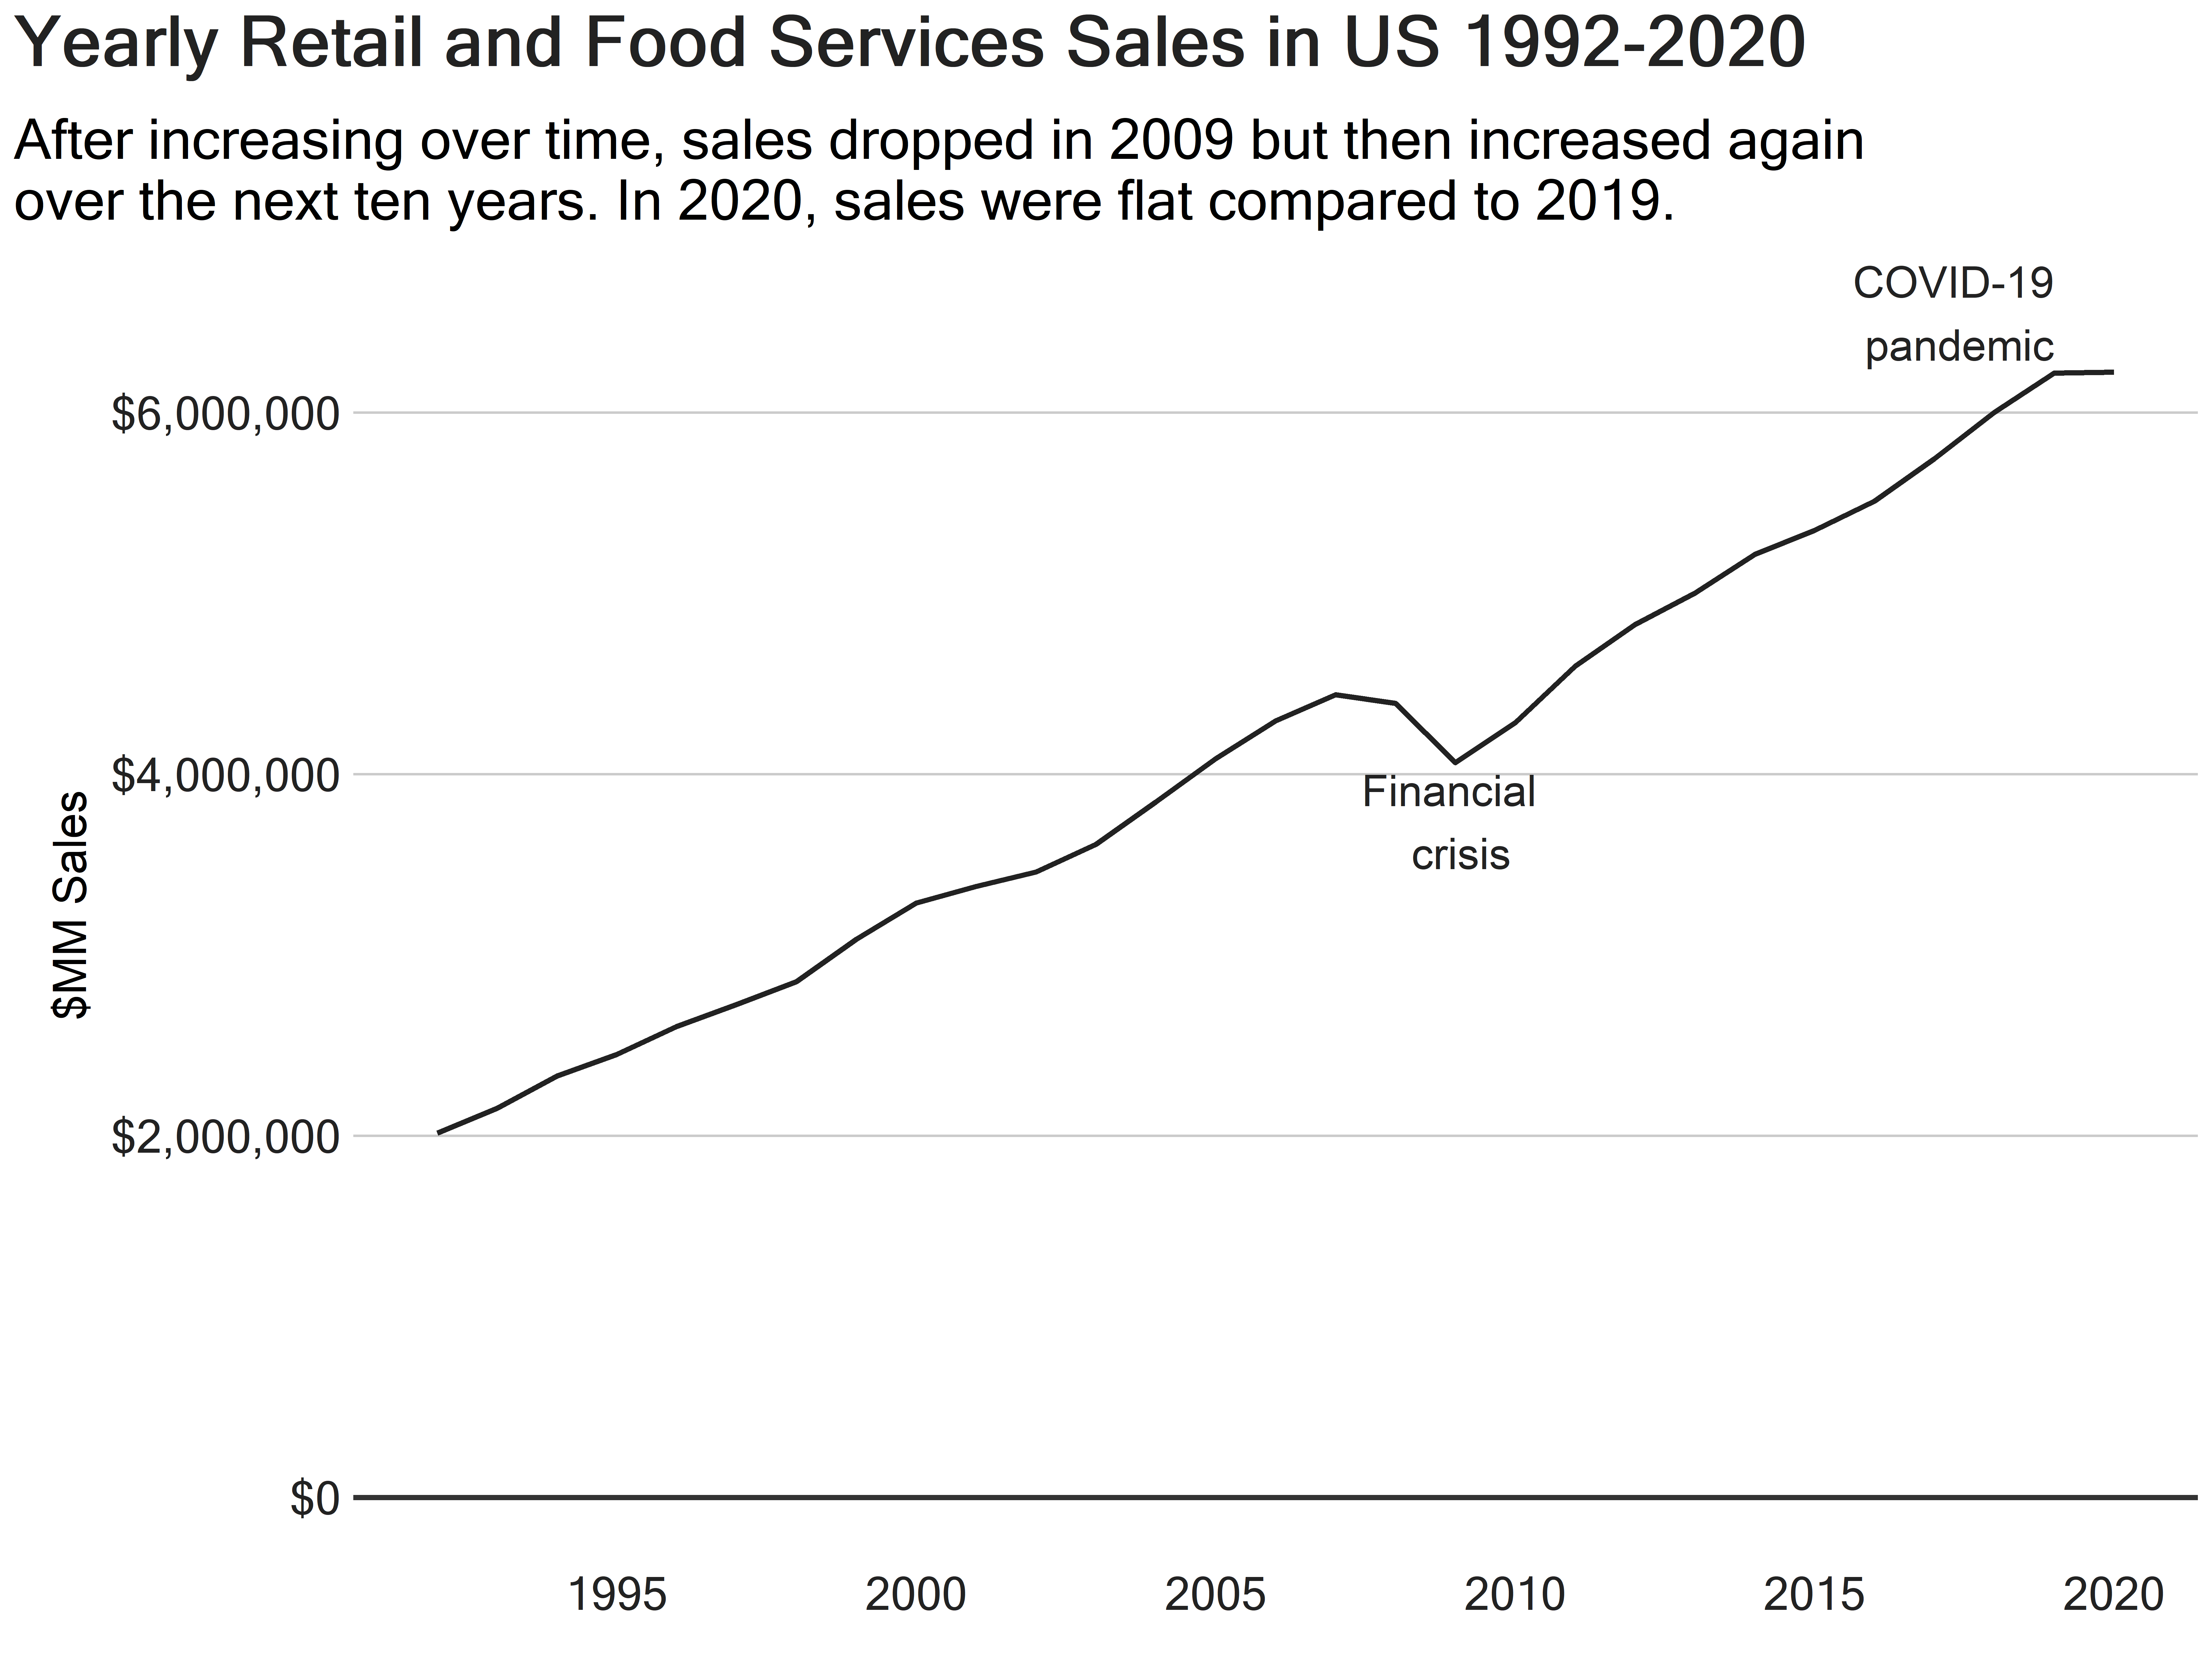 Yearly Retail and Food Services Sales in US 1992-2020
After increasing over time, sales dropped in 2009 but then increased again
over the next ten years. In 2020, sales were flat compared to 2019.
COVID-19
pandemic
$6,000,000
$4,000,000
Financial
crisis
$MM Sales
$2,000,000
$0
1995 2000 2005 2010 2015 2020